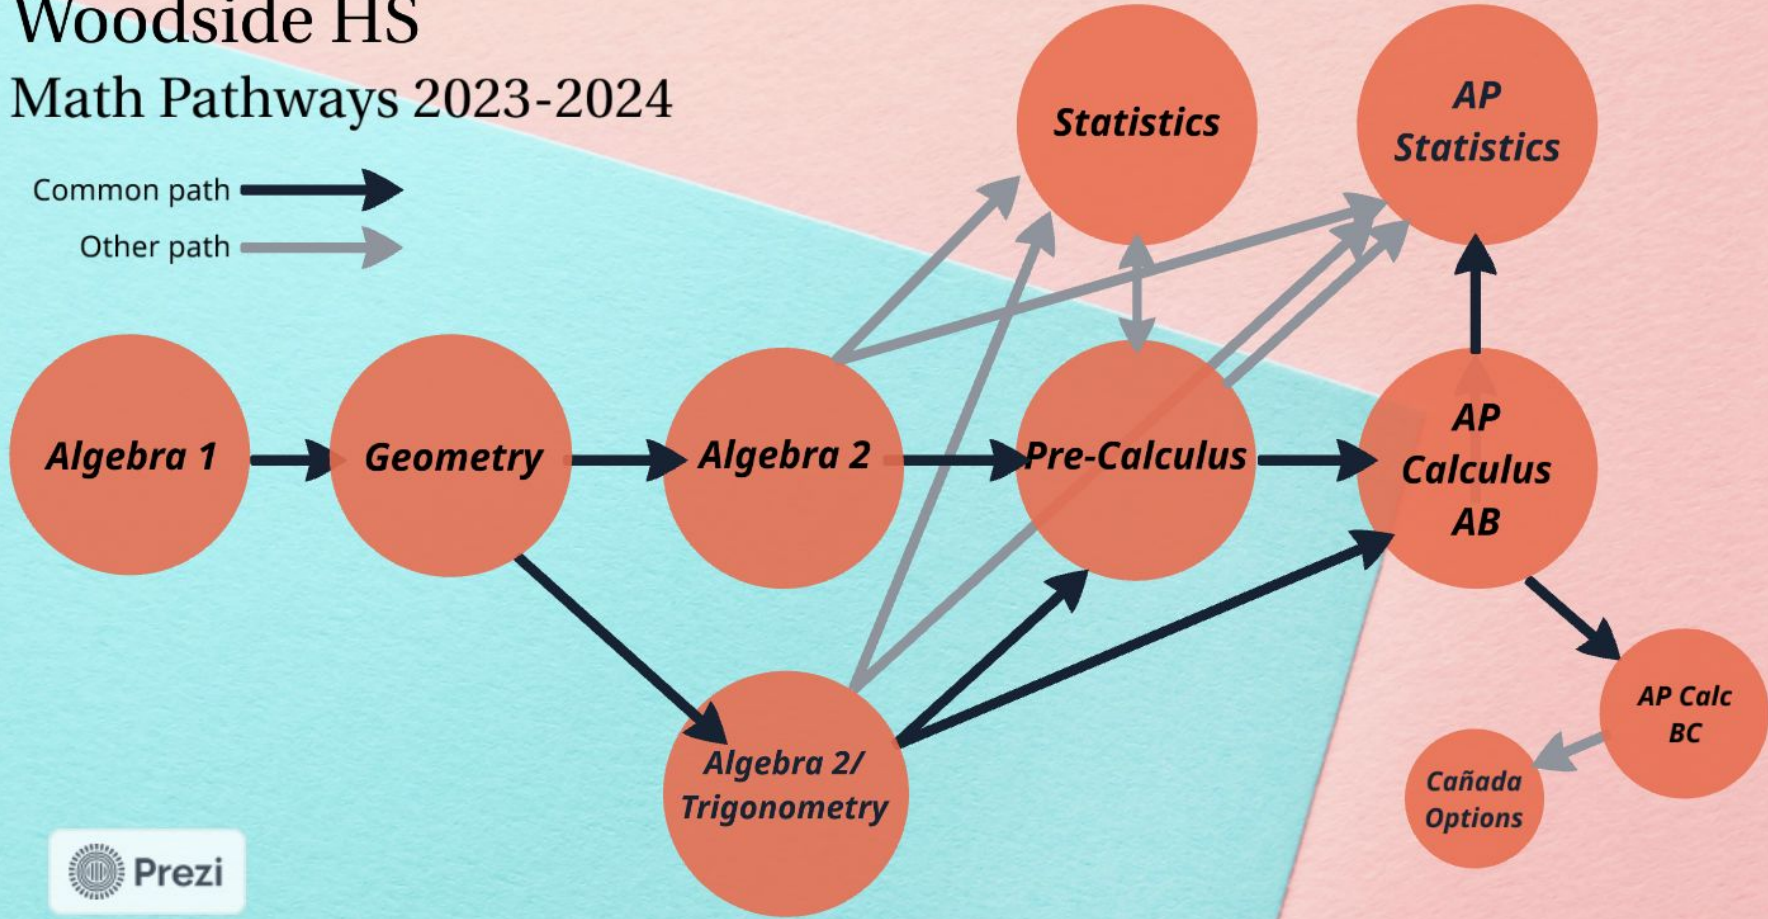 Woodside HS
Math Pathways 2023-2024
Common path
Other path
Statistics
AP
Statistics
Algebra 1
Geometry
Algebra 2
Pre-Calculus
AP
Calculus
AB
Algebra 2/
Trigonometry
AP Calc
BC
Cañada
Options
Prezi